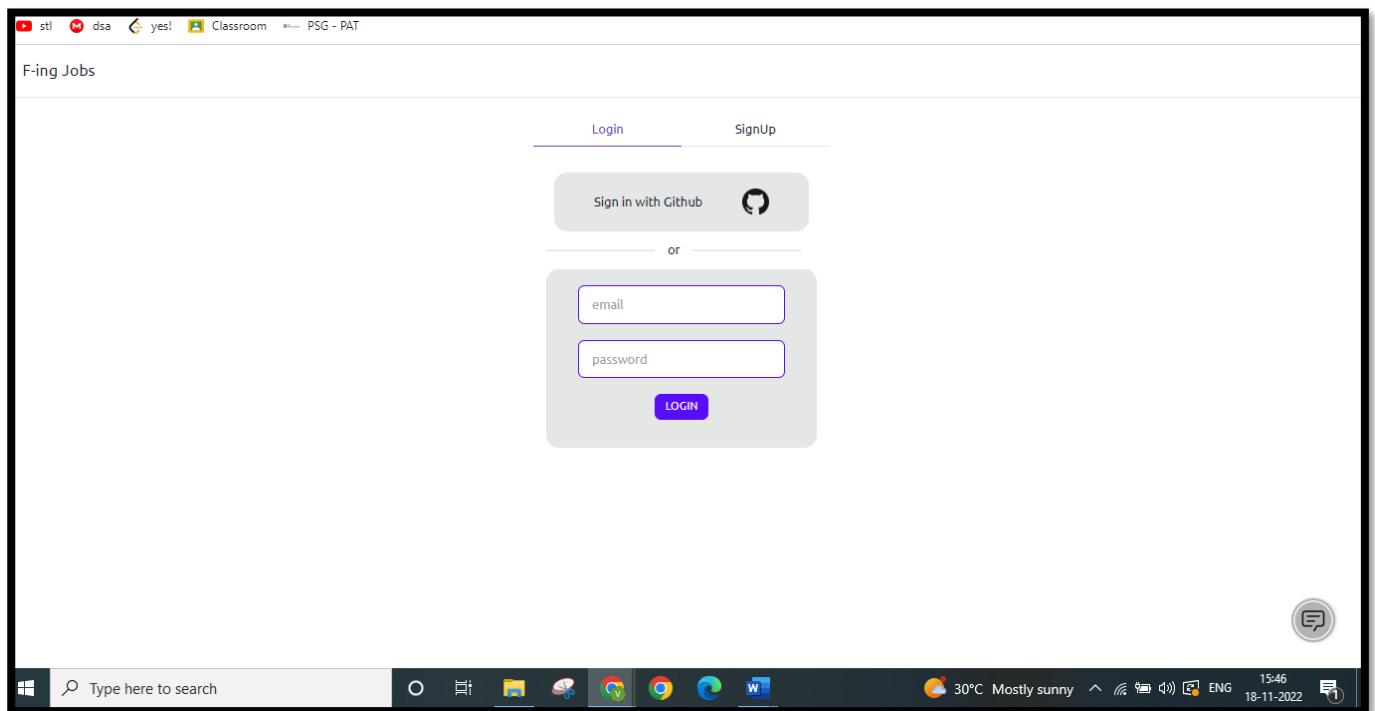 stl dsa yes! Classroom PSG - PAT
F-ing Jobs
Login SignUp
Sign in with Github
or
email
password
LOGIN
Type here to search W 30°C Mostly sunny ENG 15:46
18-11-2022 1